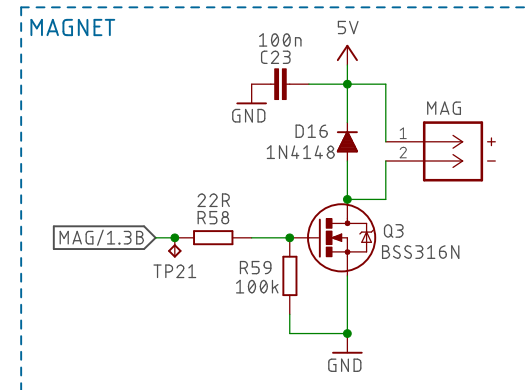 MAGNET
5V
100n
C23
GND
MAG
D16
1N4148
1
2
+
-
22R
R58
MAG/1.3B
TP21
Q3
BSS316N
R59
100k
GND